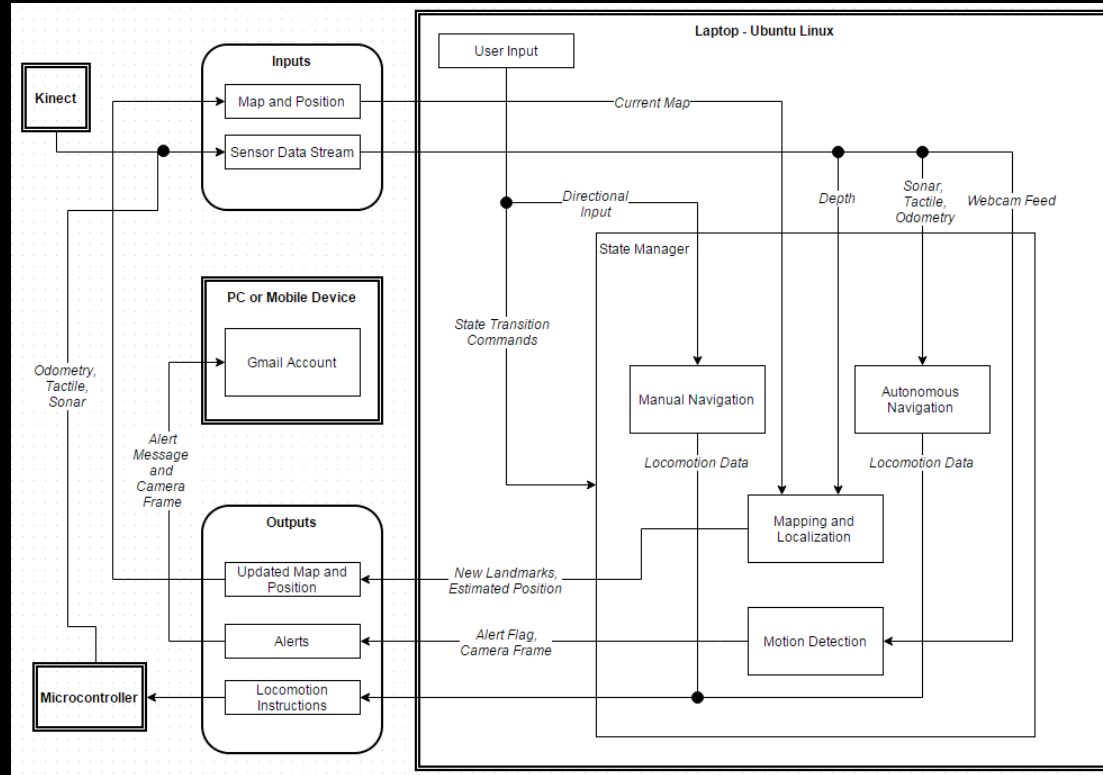 Laptop - Ubuntu Linux
User Input
Inputs
Kinect
Map and Position
Current Map
Sensor Data Stream
Directional
Input
Depth
Sonar,
Tactile,
Odometry
Webcam Feed
State Manager
PC or Mobile Device
Gmail Account
State Transition
Commands
Odometry,
Tactile,
Sonar
Manual Navigation
Autonomous
Navigation
Alert
Message
and
Camera
Frame
Locomotion Data
Locomotion Data
Outputs
Mapping and
Localization
Updated Map and
Position
New Landmarks,
Estimated Position
Alerts
Alert Flag,
Camera Frame
Motion Detection
Microcontroller
Locomotion
Instructions